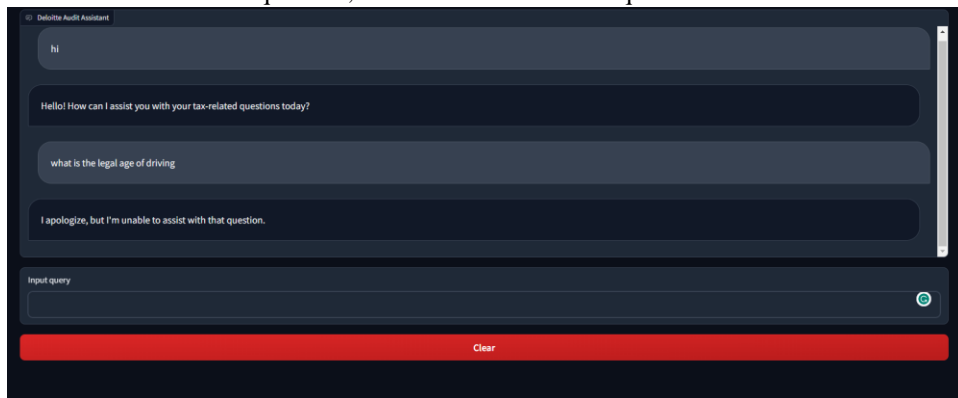 Deloitte Audit Assistant
hi
Hello! How can I assist you with your tax-related questions today?
what is the legal age of driving
I apologize, but I'm unable to assist with that question.
Input query
Clear